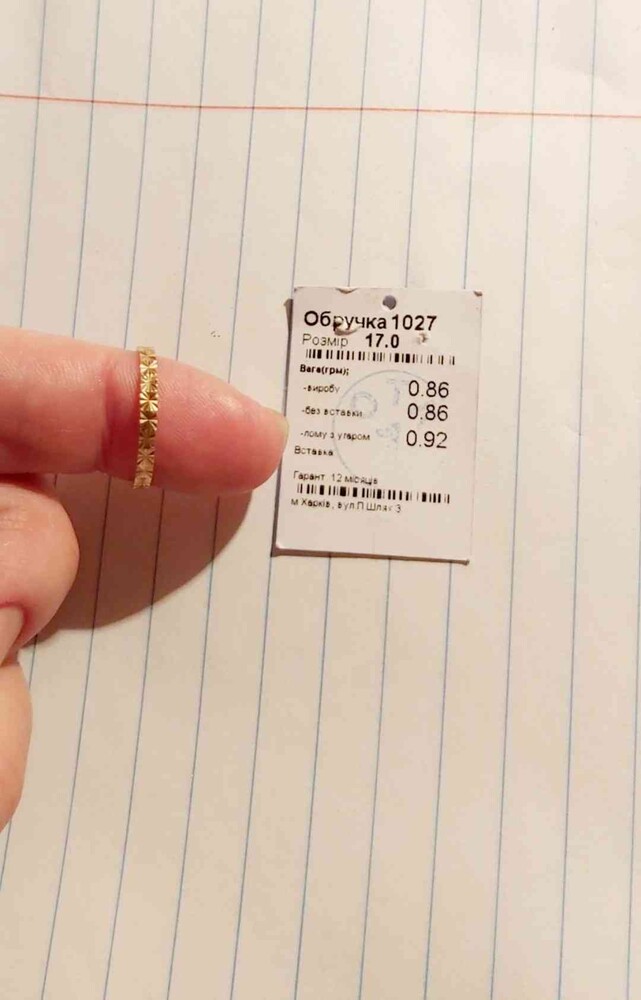 Обручка 1027
Розмір 17.0
Вага(грм);
-виробу 0.86
-без вставки 0.86
-лому з угаром 0.92
Вставка
Гарант. 12 місяців
м.Харків, вул.П.Шлях 3